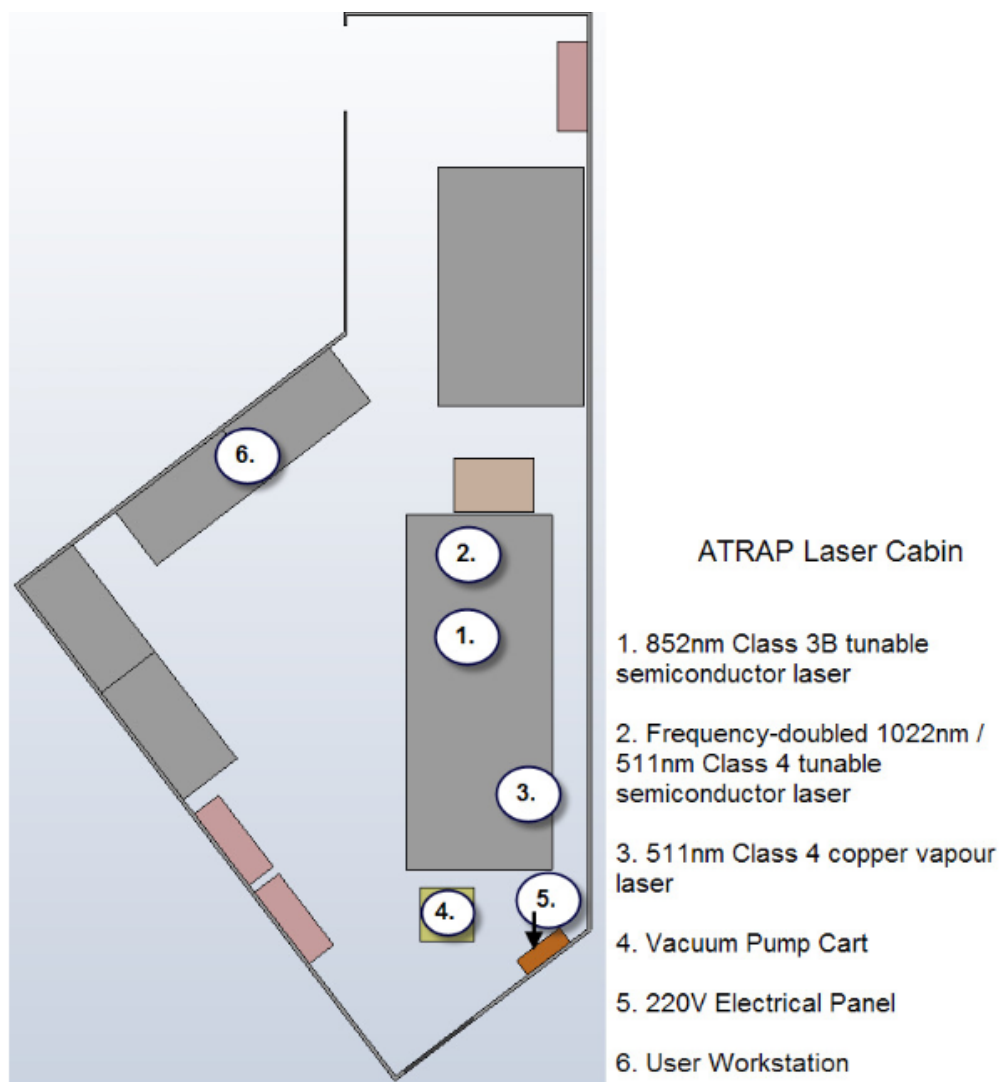 6.
2.
1.
3.
4.
5.
ATRAP Laser Cabin
1. 852nm Class 3B tunable
semiconductor laser
2. Frequency-doubled 1022nm /
511nm Class 4 tunable
semiconductor laser
3. 511nm Class 4 copper vapour
laser
4. Vacuum Pump Cart
5. 220V Electrical Panel
6. User Workstation